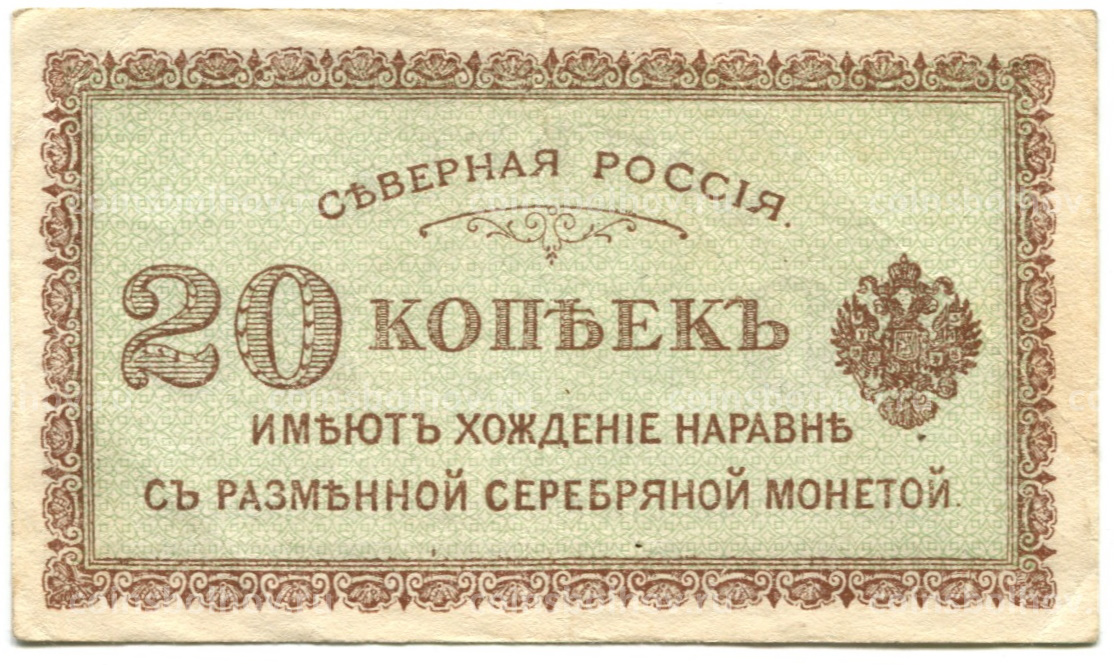 СѢВЕРНАЯ РОССІЯ.
20 КОПѢЕКЪ
ИМѢЮТЪ ХОЖДЕНІЕ НАРАВНѢ
СЪ РАЗМѢННОЙ СЕРЕБРЯНОЙ МОНЕТОЙ.